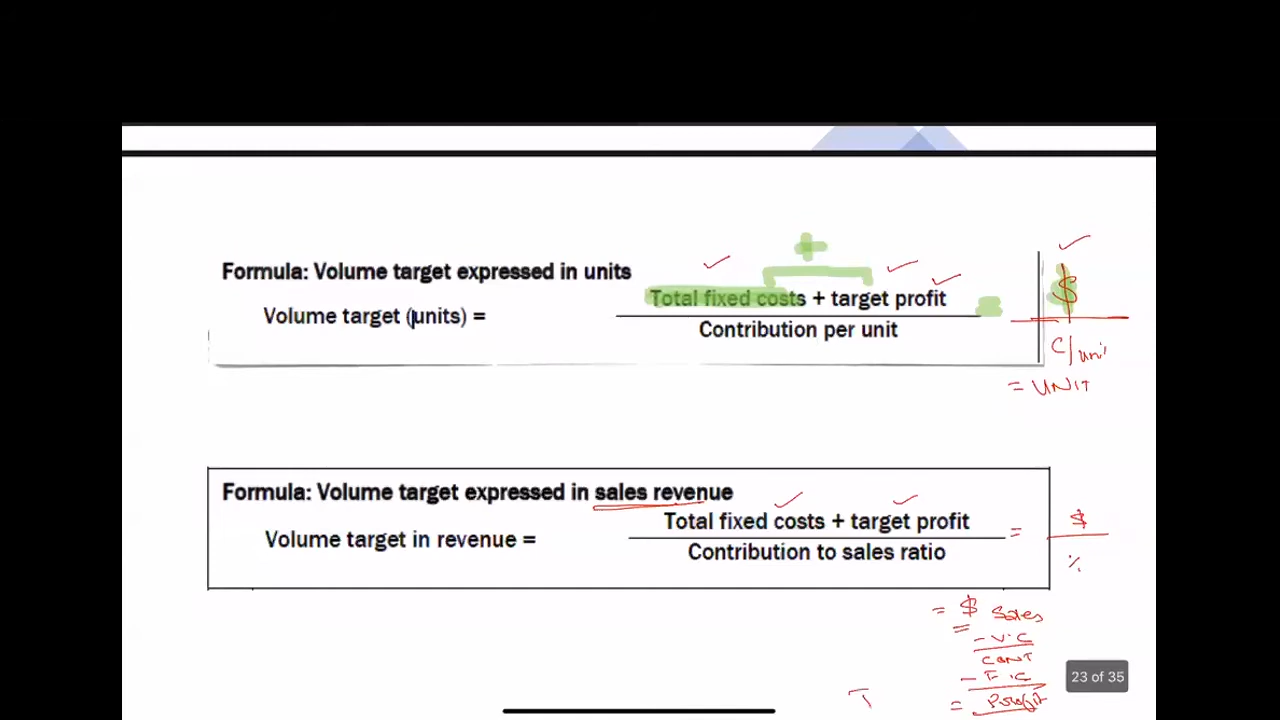 +
Formula: Volume target expressed in units
Total fixed costs + target profit = $
Volume target (units) =
Contribution per unit
C/unit
= UNIT
Formula: Volume target expressed in sales revenue
Total fixed costs + target profit = $
Volume target in revenue =
Contribution to sales ratio
%
= $ Sales
=
- V.C
CONT
- F.C
= Profit
23 of 35